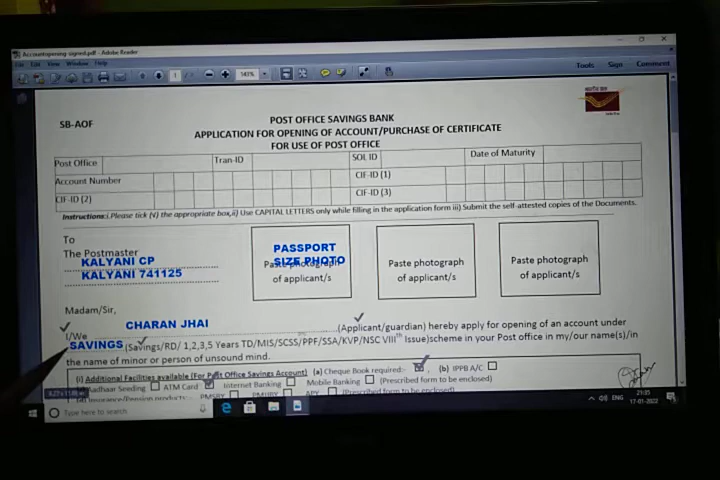 Accountopening-signed.pdf - Adobe Reader
File Edit View Window Help
1
145%
Tools Sign Comment
SB-AOF
POST OFFICE SAVINGS BANK
APPLICATION FOR OPENING OF ACCOUNT/PURCHASE OF CERTIFICATE
FOR USE OF POST OFFICE
Post Office Tran-ID SOL ID Date of Maturity
Account Number CIF-ID (1)
CIF-ID (2) CIF-ID (3)
Instructions:i.Please tick (√) the appropriate box,ii) Use CAPITAL LETTERS only while filling in the application form iii) Submit the self-attested copies of the Documents.
To
The Postmaster
KALYANI CP
KALYANI 741125
PASSPORT
SIZE PHOTO
Paste photograph
of applicant/s
Paste photograph
of applicant/s
Paste photograph
of applicant/s
Madam/Sir,
I/We CHARAN JHAI (Applicant/guardian) hereby apply for opening of an account under
SAVINGS (Savings/RD/ 1,2,3,5 Years TD/MIS/SCSS/PPF/SSA/KVP/NSC VIIIth Issue)scheme in your Post office in my/our name(s)/in
the name of minor or person of unsound mind.
(i) Additional Facilities available (For Post Office Savings Account) (a) Cheque Book required:- (b) IPPB A/C
Aadhaar Seeding ATM Card Internet Banking Mobile Banking (Prescribed form to be enclosed)
Insurance/Pension products PMSBY PMJJBY APY (Prescribed form to be enclosed)
Type here to search
ENG
21:35
17-01-2022